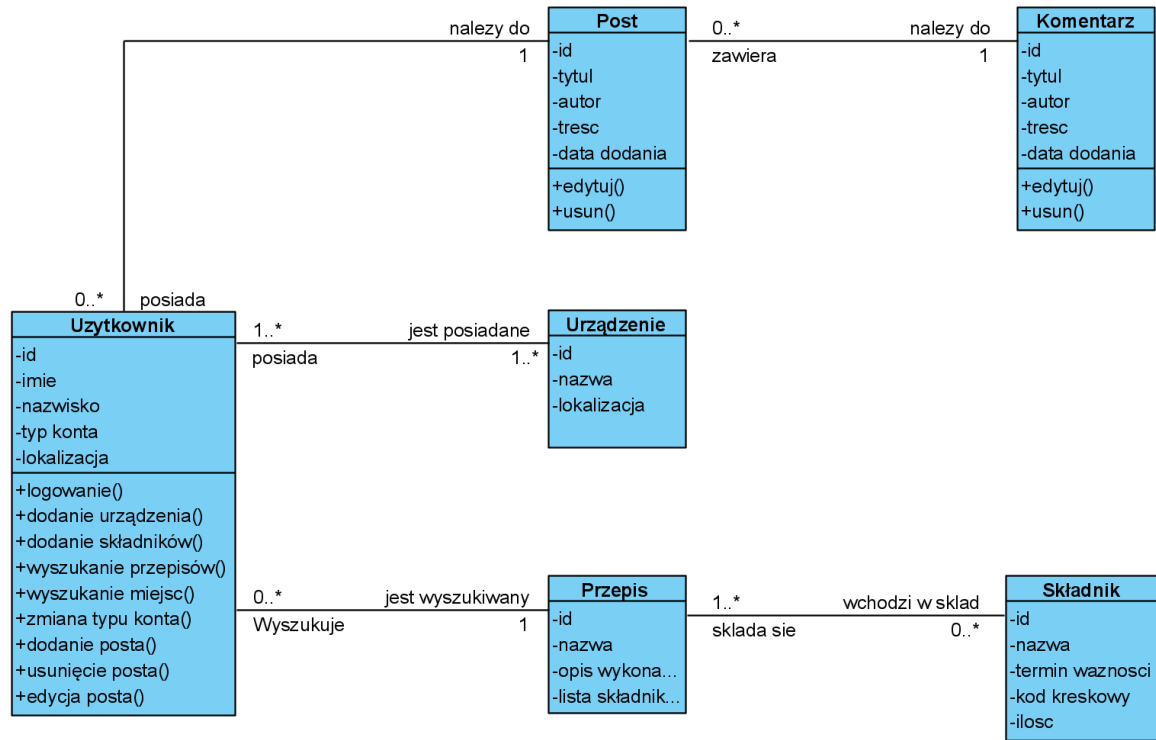 nalezy do
1
Post
-id
-tytul
-autor
-tresc
-data dodania
+edytuj()
+usun()
0..*
zawiera
nalezy do
1
Komentarz
-id
-tytul
-autor
-tresc
-data dodania
+edytuj()
+usun()
0..*
posiada
Uzytkownik
-id
-imie
-nazwisko
-typ konta
-lokalizacja
+logowanie()
+dodanie urządzenia()
+dodanie składników()
+wyszukanie przepisów()
+wyszukanie miejsc()
+zmiana typu konta()
+dodanie posta()
+usunięcie posta()
+edycja posta()
1..*
posiada
jest posiadane
1..*
Urządzenie
-id
-nazwa
-lokalizacja
0..*
Wyszukuje
jest wyszukiwany
1
Przepis
-id
-nazwa
-opis wykona...
-lista składnik...
1..*
sklada sie
wchodzi w sklad
0..*
Składnik
-id
-nazwa
-termin waznosci
-kod kreskowy
-ilosc